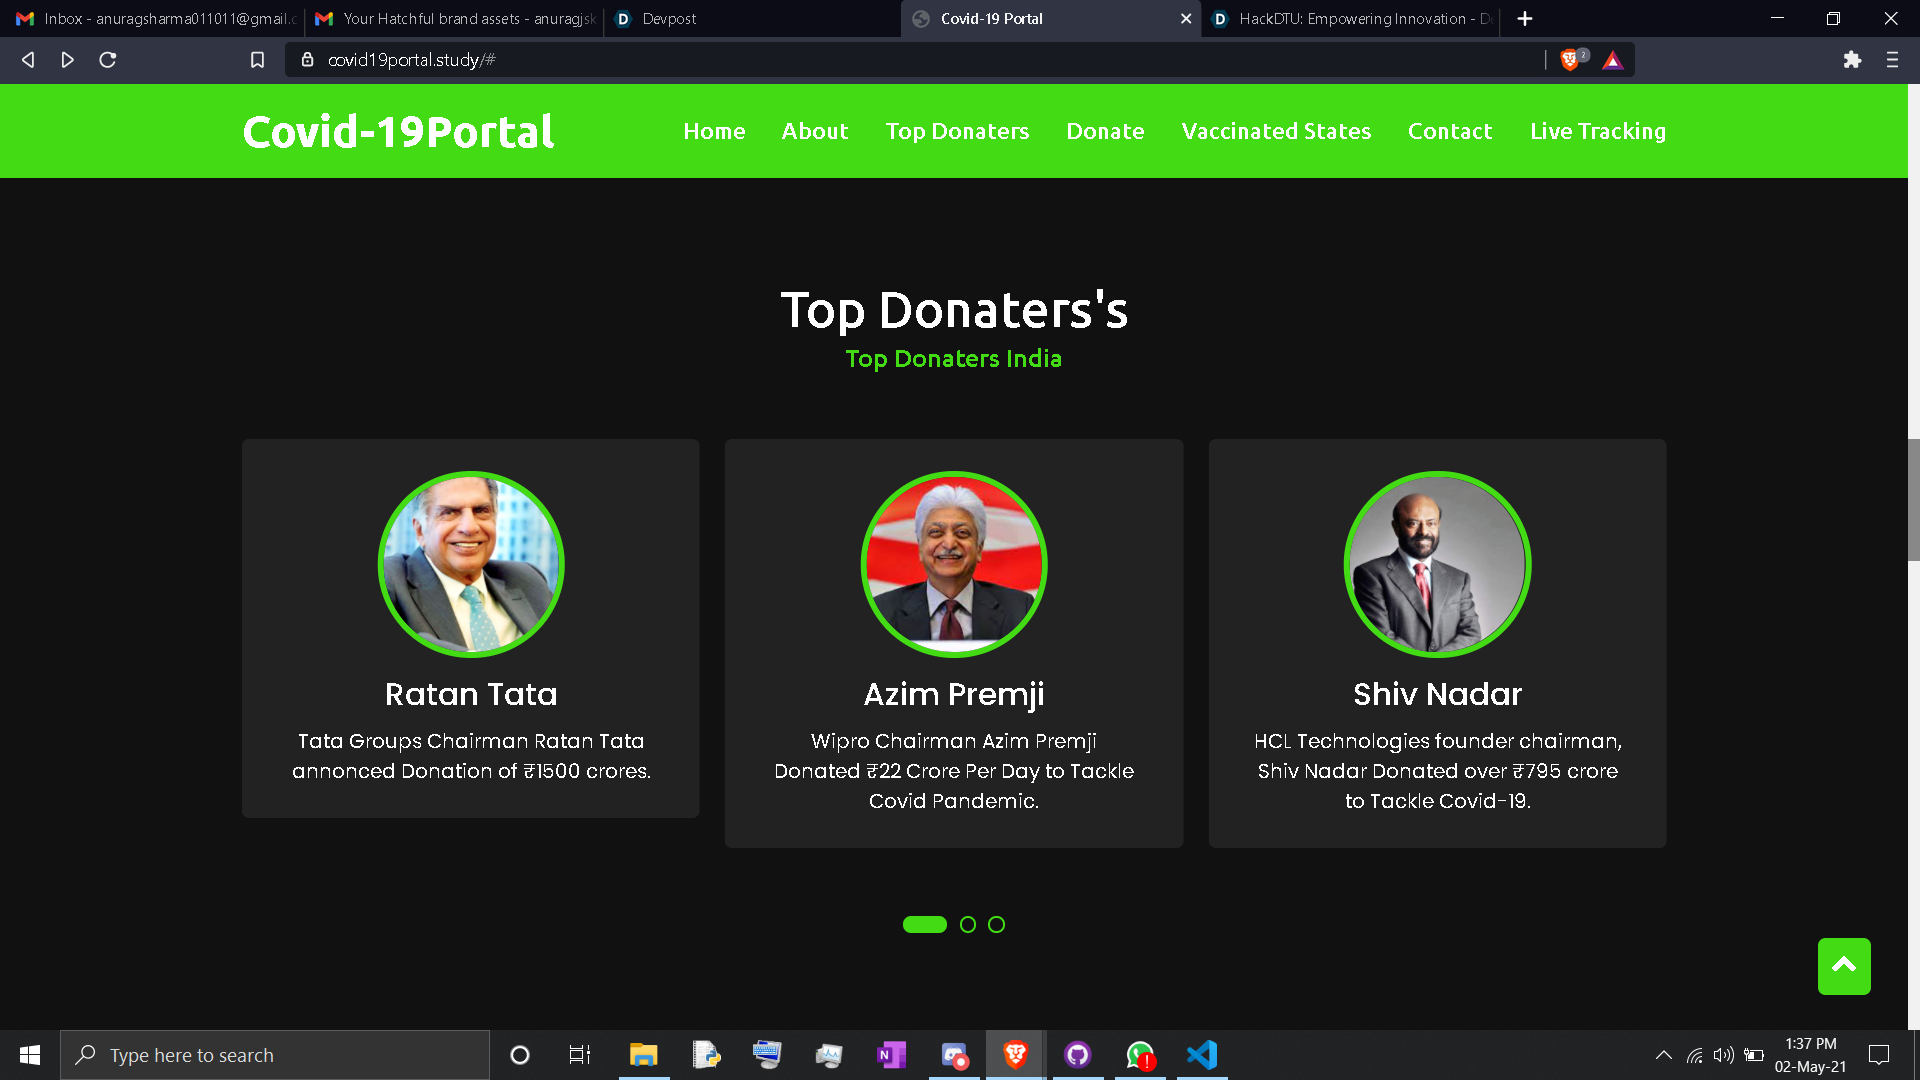 Inbox - anuragsharma011011@gmail.c
Your Hatchful brand assets - anuragjsk
Devpost
Covid-19 Portal
HackDTU: Empowering Innovation - D
covid19portal.study/#
2
Covid-19Portal
Home
About
Top Donaters
Donate
Vaccinated States
Contact
Live Tracking
Top Donaters's
Top Donaters India
Ratan Tata
Tata Groups Chairman Ratan Tata
annonced Donation of ₹1500 crores.
Azim Premji
Wipro Chairman Azim Premji
Donated ₹22 Crore Per Day to Tackle
Covid Pandemic.
Shiv Nadar
HCL Technologies founder chairman,
Shiv Nadar Donated over ₹795 crore
to Tackle Covid-19.
Type here to search
1:37 PM
02-May-21